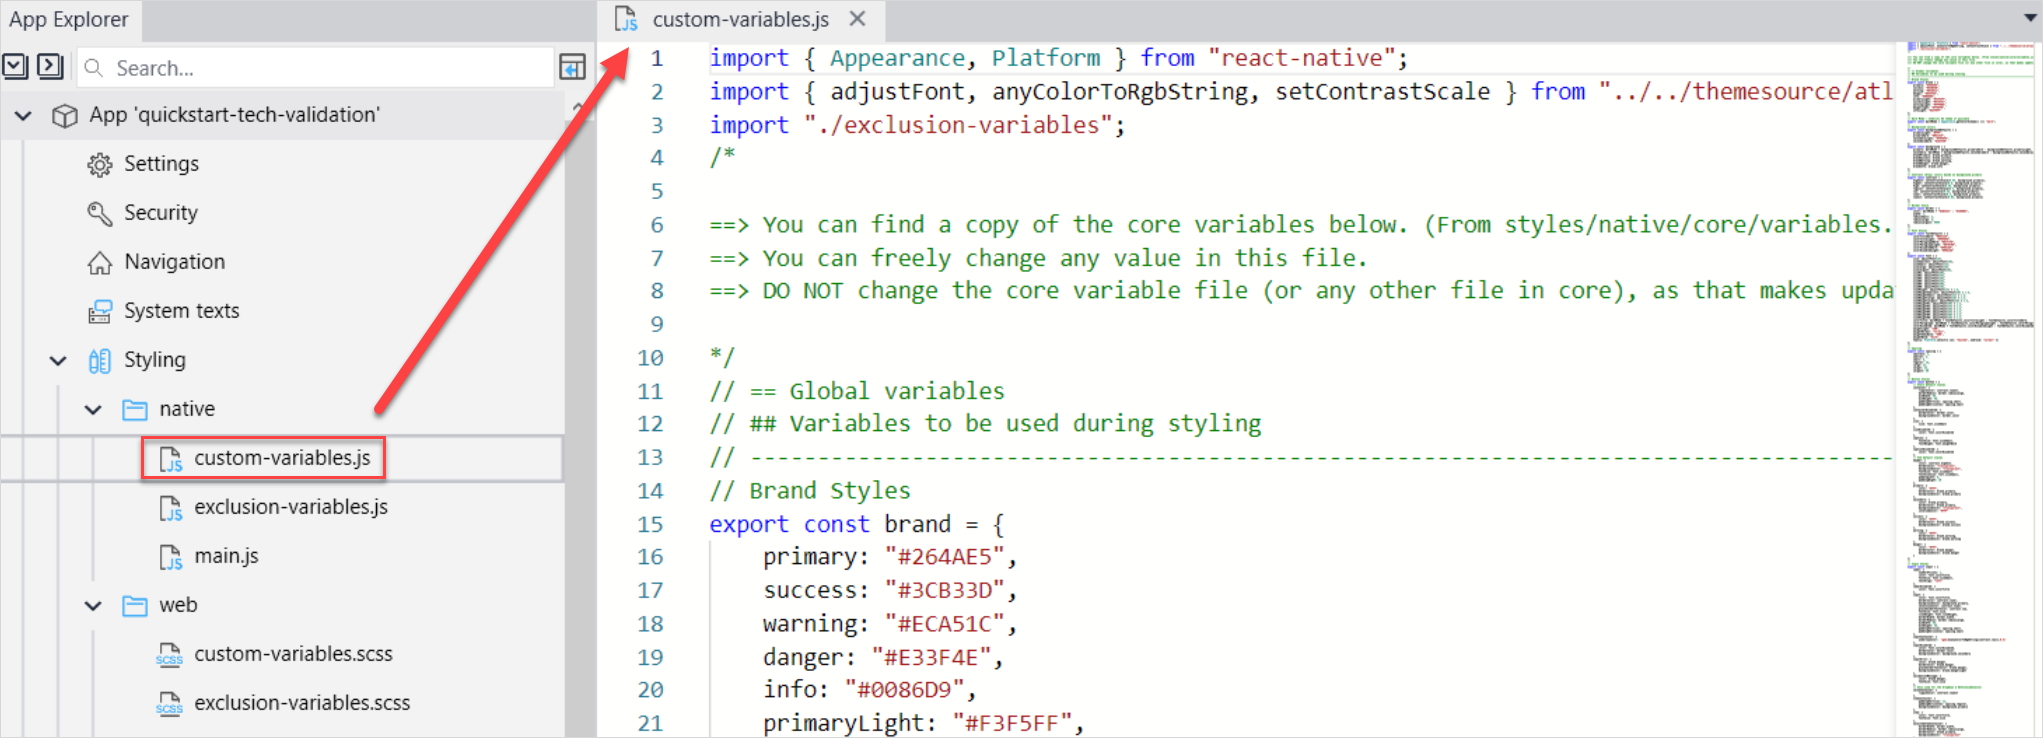 App Explorer
Search...
App 'quickstart-tech-validation'
Settings
Security
Navigation
System texts
Styling
native
custom-variables.js
exclusion-variables.js
main.js
web
custom-variables.scss
exclusion-variables.scss
custom-variables.js
1 import { Appearance, Platform } from "react-native";
2 import { adjustFont, anyColorToRgbString, setContrastScale } from "../../themesource/atl
3 import "./exclusion-variables";
4 /*
5
6 ==> You can find a copy of the core variables below. (From styles/native/core/variables.
7 ==> You can freely change any value in this file.
8 ==> DO NOT change the core variable file (or any other file in core), as that makes upda
9
10 */
11 // == Global variables
12 // ## Variables to be used during styling
13 // -------------------------------------------------------------------------------------
14 // Brand Styles
15 export const brand = {
16 primary: "#264AE5",
17 success: "#3CB33D",
18 warning: "#ECA51C",
19 danger: "#E33F4E",
20 info: "#0086D9",
21 primaryLight: "#F3F5FF",